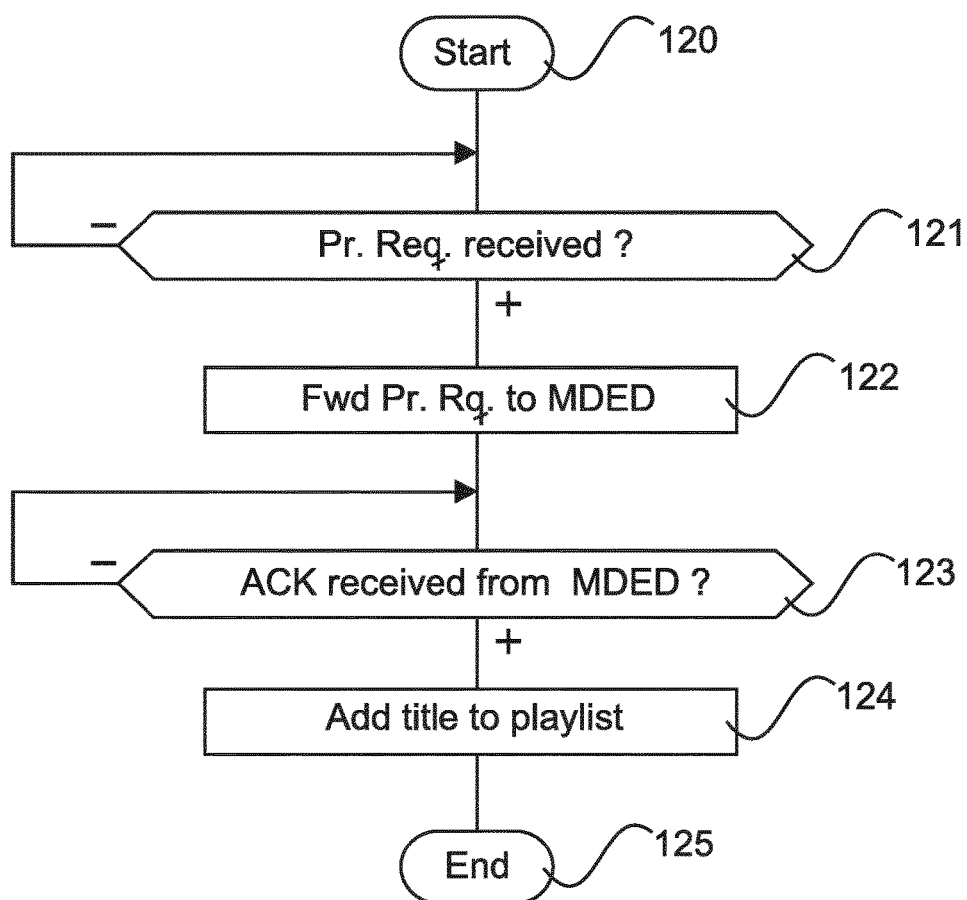 Start
120
−
Pr. Req. received ?
121
+
Fwd Pr. Rq. to MDED
122
−
ACK received from MDED ?
123
+
Add title to playlist
124
End
125